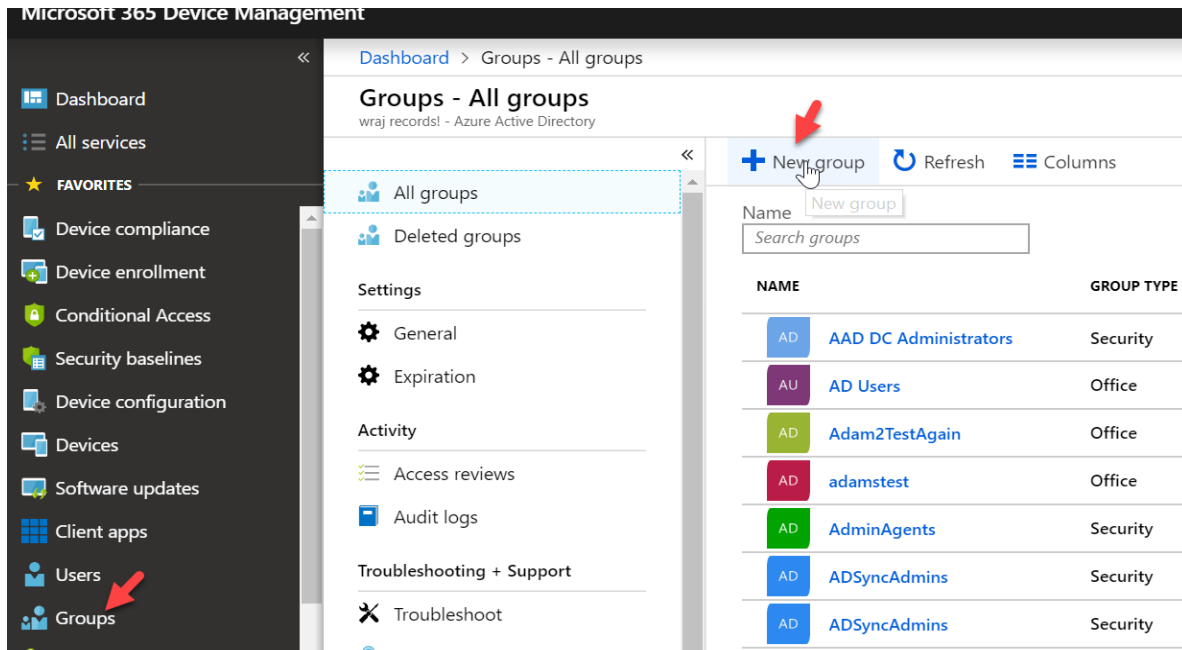 Microsoft 365 Device Management
«
Dashboard
All services
FAVORITES
Device compliance
Device enrollment
Conditional Access
Security baselines
Device configuration
Devices
Software updates
Client apps
Users
Groups
Dashboard > Groups - All groups
Groups - All groups
wraj records! - Azure Active Directory
«
All groups
Deleted groups
Settings
General
Expiration
Activity
Access reviews
Audit logs
Troubleshooting + Support
Troubleshoot
New group Refresh Columns
New group
Name
Search groups
NAME GROUP TYPE
AD AAD DC Administrators Security
AU AD Users Office
AD Adam2TestAgain Office
AD adamstest Office
AD AdminAgents Security
AD ADSyncAdmins Security
AD ADSyncAdmins Security